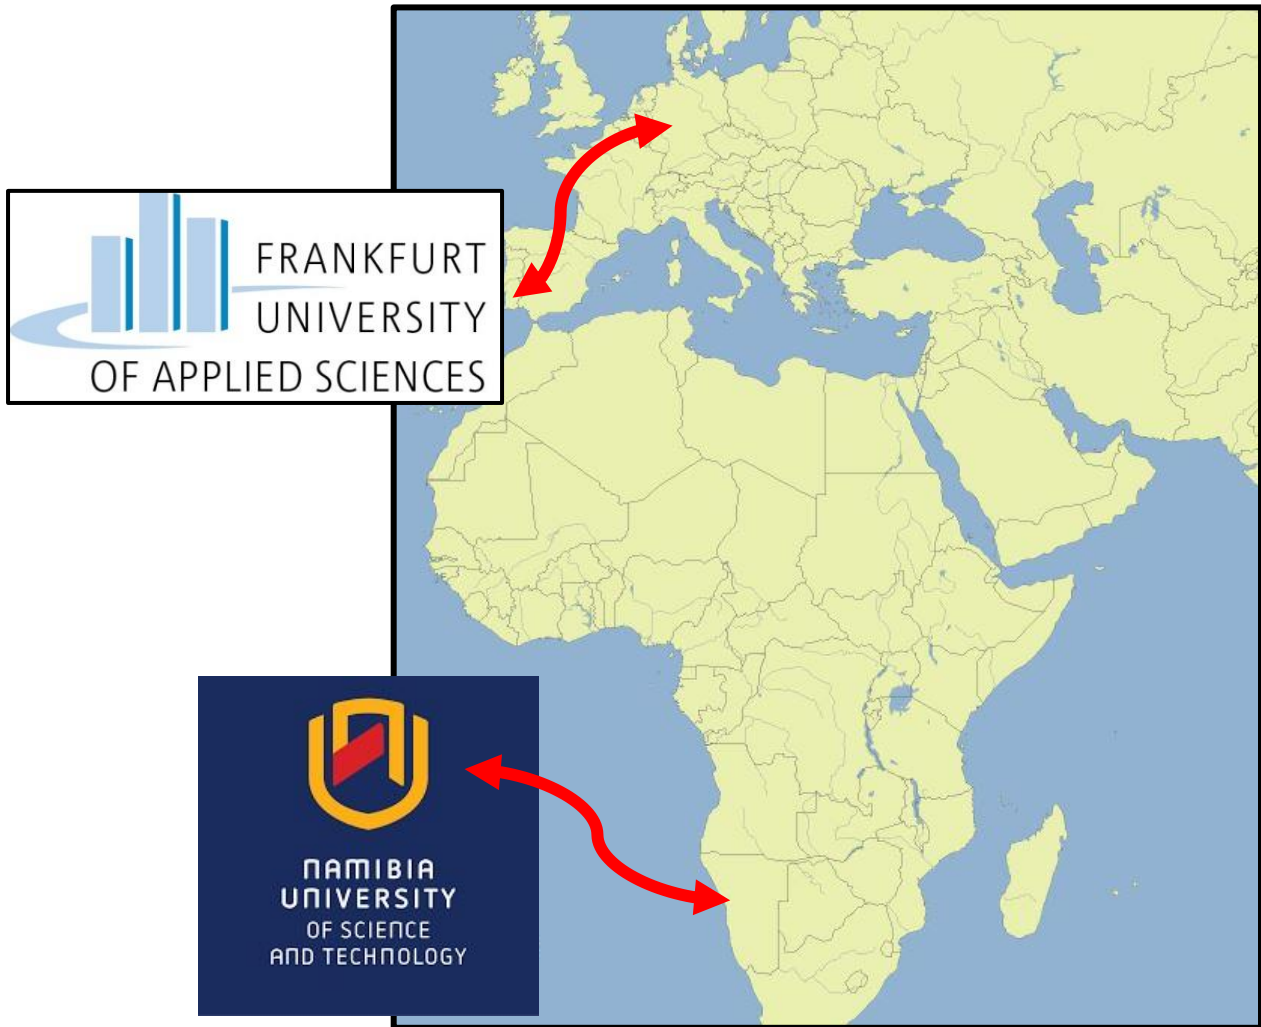 FRANKFURT
UNIVERSITY
OF APPLIED SCIENCES
NAMIBIA
UNIVERSITY
OF SCIENCE
AND TECHNOLOGY